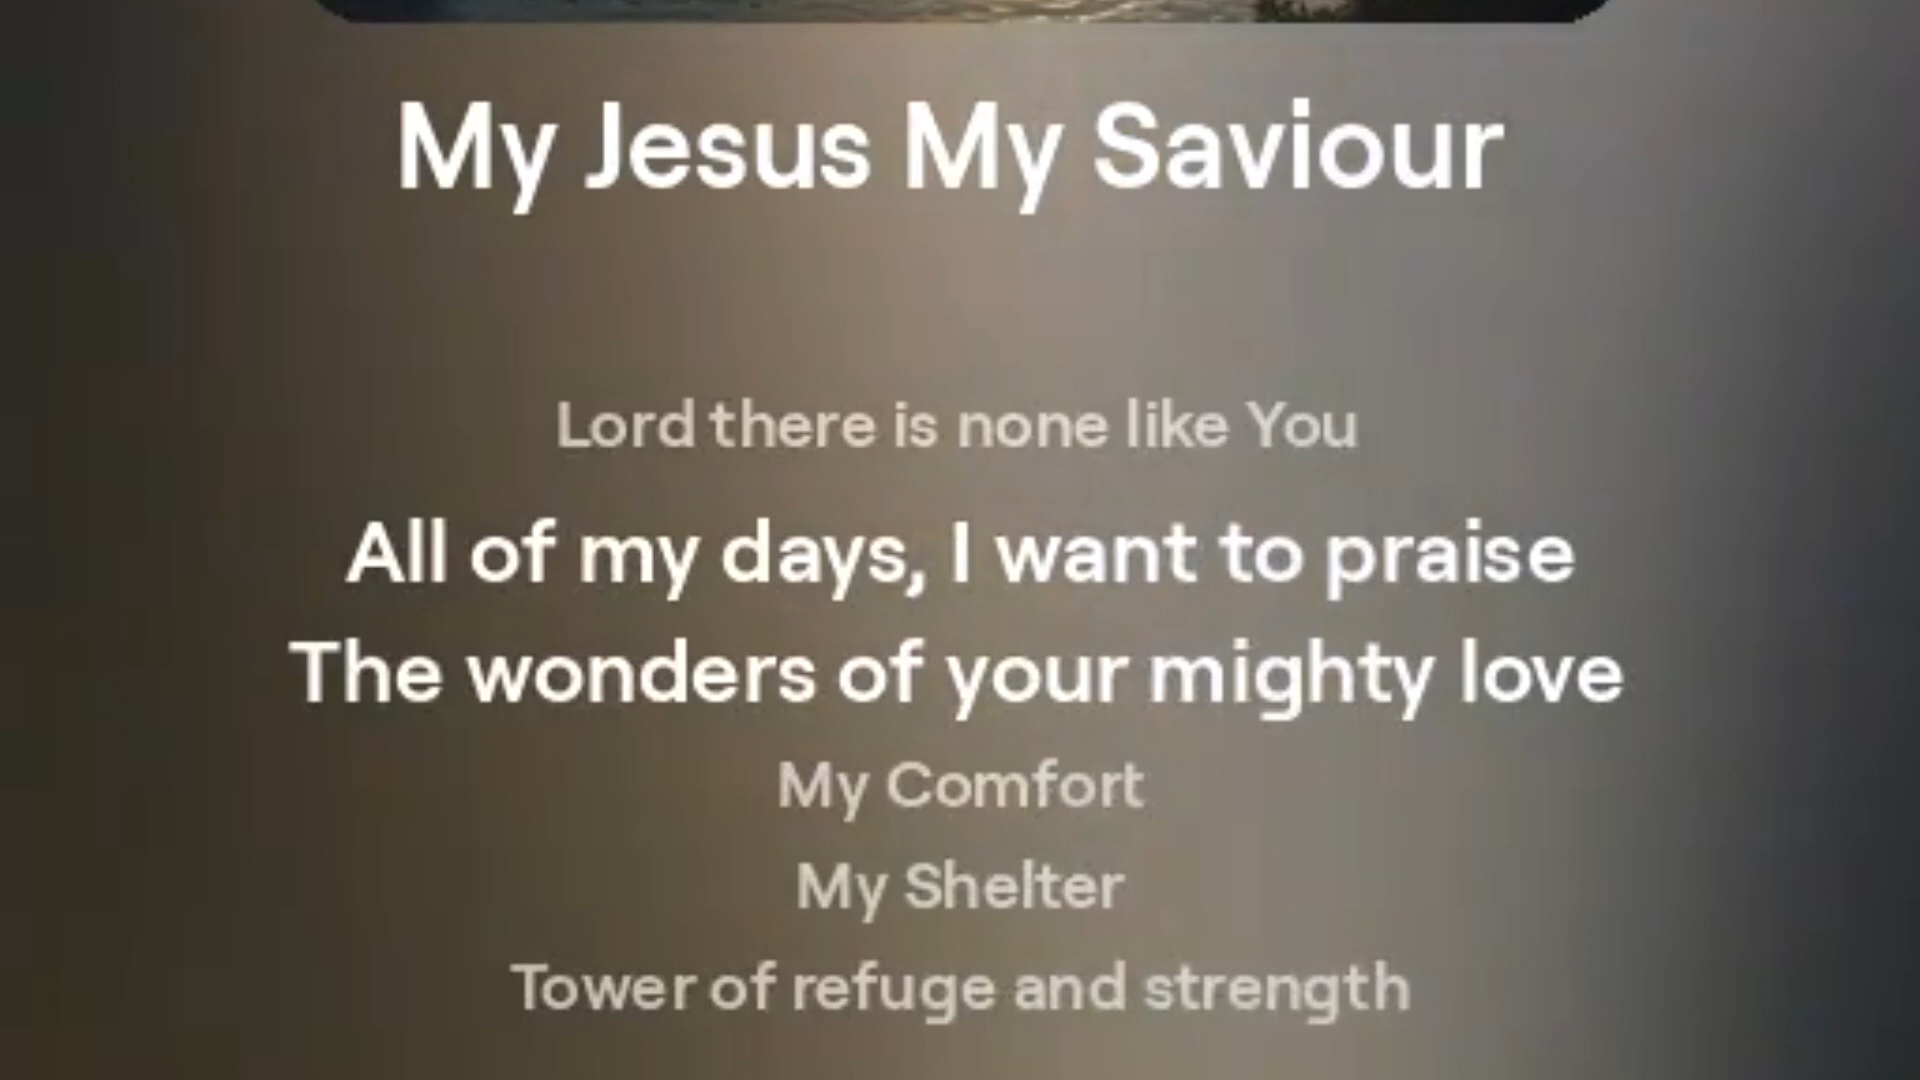 My Jesus My Saviour
Lord there is none like You
All of my days, I want to praise
The wonders of your mighty love
My Comfort
My Shelter
Tower of refuge and strength